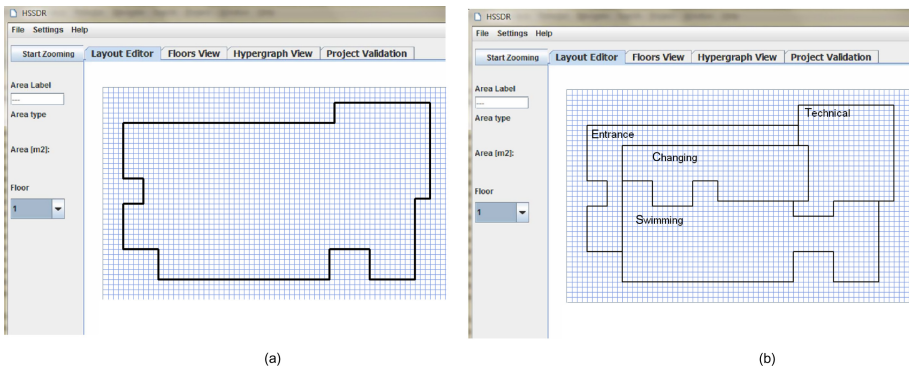 HSSDR
File Settings Help
Start Zooming Layout Editor Floors View Hypergraph View Project Validation
Area Label
---
Area type
Area [m2]:
Floor
1
(a)
HSSDR
File Settings Help
Start Zooming Layout Editor Floors View Hypergraph View Project Validation
Area Label
---
Area type
Area [m2]:
Floor
1
Technical
Entrance
Changing
Swimming
(b)